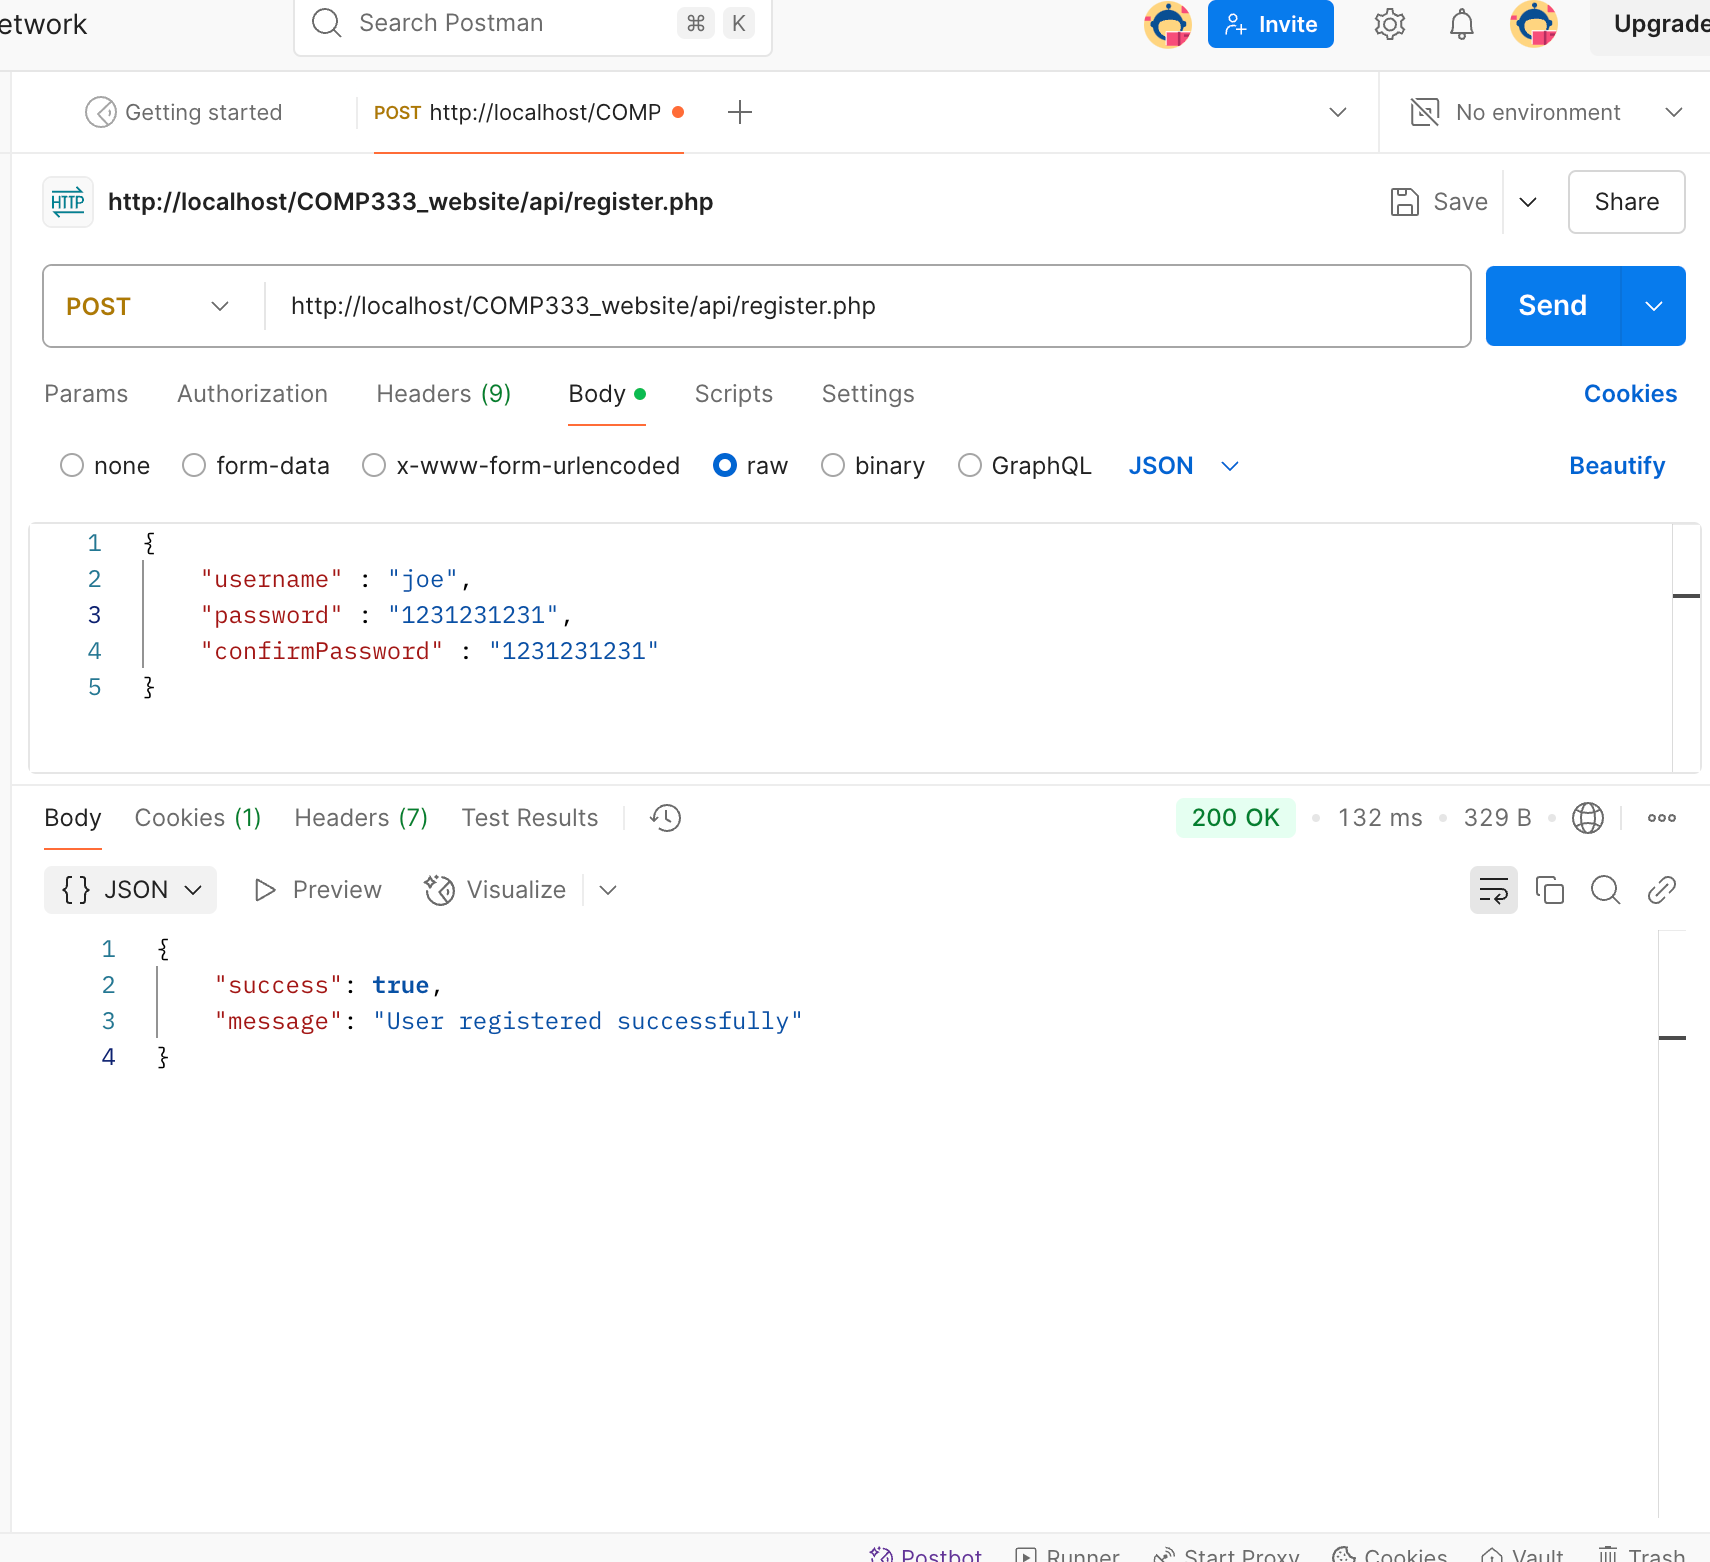 etwork
Search Postman ⌘ K
Invite
Upgrade
Getting started
POST http://localhost/COMP
No environment
HTTP http://localhost/COMP333_website/api/register.php
Save
Share
POST http://localhost/COMP333_website/api/register.php
Send
Params Authorization Headers (9) Body Scripts Settings Cookies
none form-data x-www-form-urlencoded raw binary GraphQL JSON Beautify
1 {
2 "username" : "joe",
3 "password" : "1231231231",
4 "confirmPassword" : "1231231231"
5 }
Body Cookies (1) Headers (7) Test Results 200 OK • 132 ms • 329 B
{ } JSON Preview Visualize
1 {
2 "success": true,
3 "message": "User registered successfully"
4 }
Postbot Runner Start Proxy Cookies Vault Trash